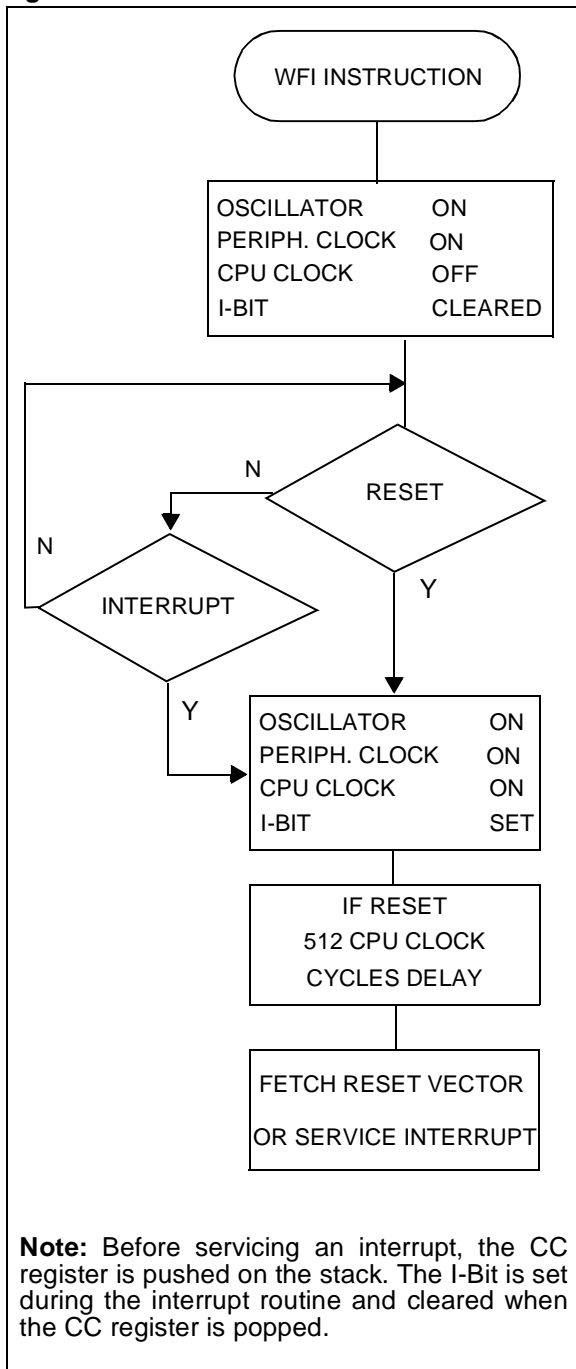 WFI INSTRUCTION
OSCILLATOR ON
PERIPH. CLOCK ON
CPU CLOCK OFF
I-BIT CLEARED
N
RESET
N
INTERRUPT
Y
Y
OSCILLATOR ON
PERIPH. CLOCK ON
CPU CLOCK ON
I-BIT SET
IF RESET
512 CPU CLOCK
CYCLES DELAY
FETCH RESET VECTOR
OR SERVICE INTERRUPT
Note: Before servicing an interrupt, the CC
register is pushed on the stack. The I-Bit is set
during the interrupt routine and cleared when
the CC register is popped.